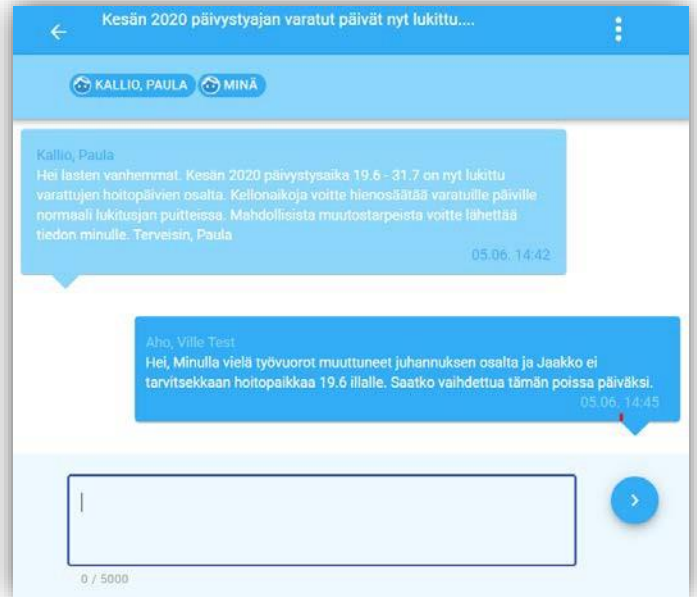 Kesän 2020 päivystyajan varatut päivät nyt lukittu....
KALLIO, PAULA MINÄ
Kallio, Paula
Hei lasten vanhemmat. Kesän 2020 päivystysaika 19.6 - 31.7 on nyt lukittu
varattujen hoitopäivien osalta. Kellonaikoja voitte hienosäätää varatuille päiville
normaali lukitusjan puitteissa. Mahdollisista muutostarpeista voitte lähettää
tiedon minulle. Terveisin, Paula
05.06. 14:42
Aho, Ville Test
Hei, Minulla vielä työvuorot muuttuneet juhannuksen osalta ja Jaakko ei
tarvitsekkaan hoitopaikkaa 19.6 illalle. Saatko vaihdettua tämän poissa päiväksi.
05.06. 14:45
0 / 5000